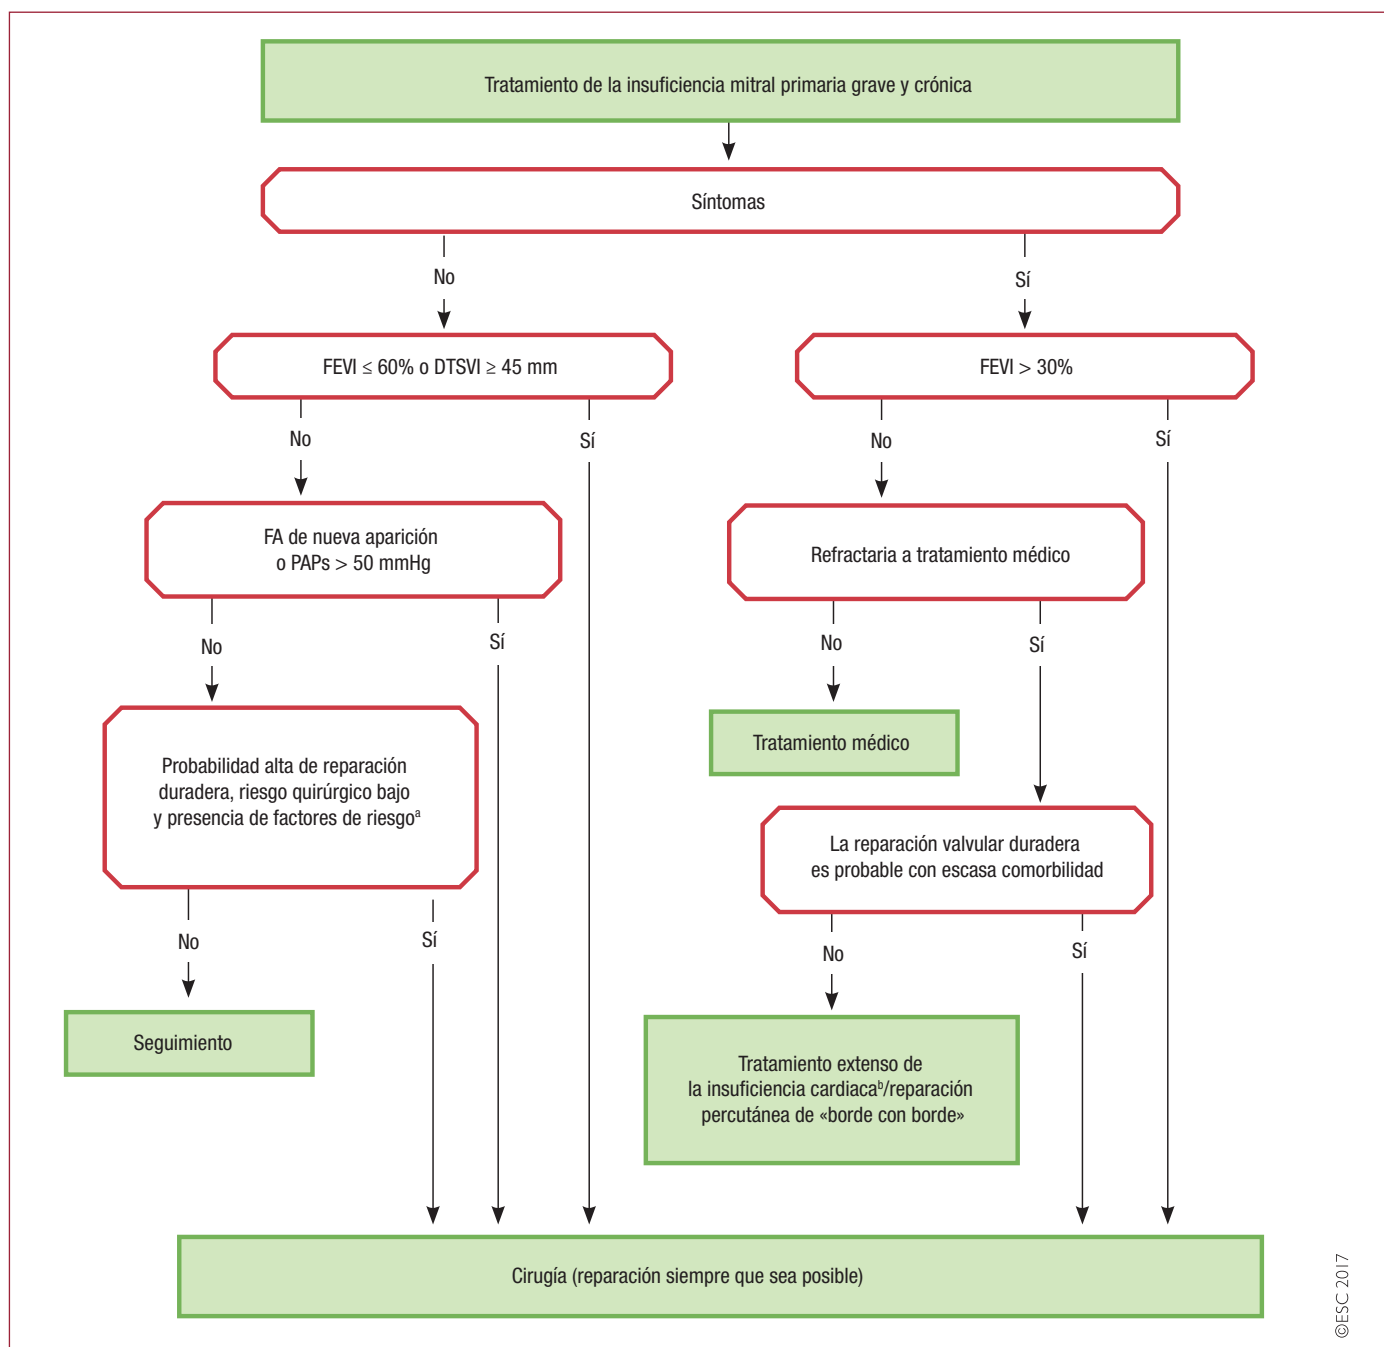 Tratamiento de la insuficiencia mitral primaria grave y crónica
Síntomas
No
Sí
FEVI ≤ 60% o DTSVI ≥ 45 mm
FEVI > 30%
No
Sí
No
Sí
FA de nueva aparición
o PAPs > 50 mmHg
Refractaria a tratamiento médico
No
Sí
No
Sí
Probabilidad alta de reparación
duradera, riesgo quirúrgico bajo
y presencia de factores de riesgoª
Tratamiento médico
La reparación valvular duradera
es probable con escasa comorbilidad
No
Sí
No
Sí
Seguimiento
Tratamiento extenso de
la insuficiencia cardiacaᵇ/reparación
percutánea de «borde con borde»
Cirugía (reparación siempre que sea posible)
©ESC 2017